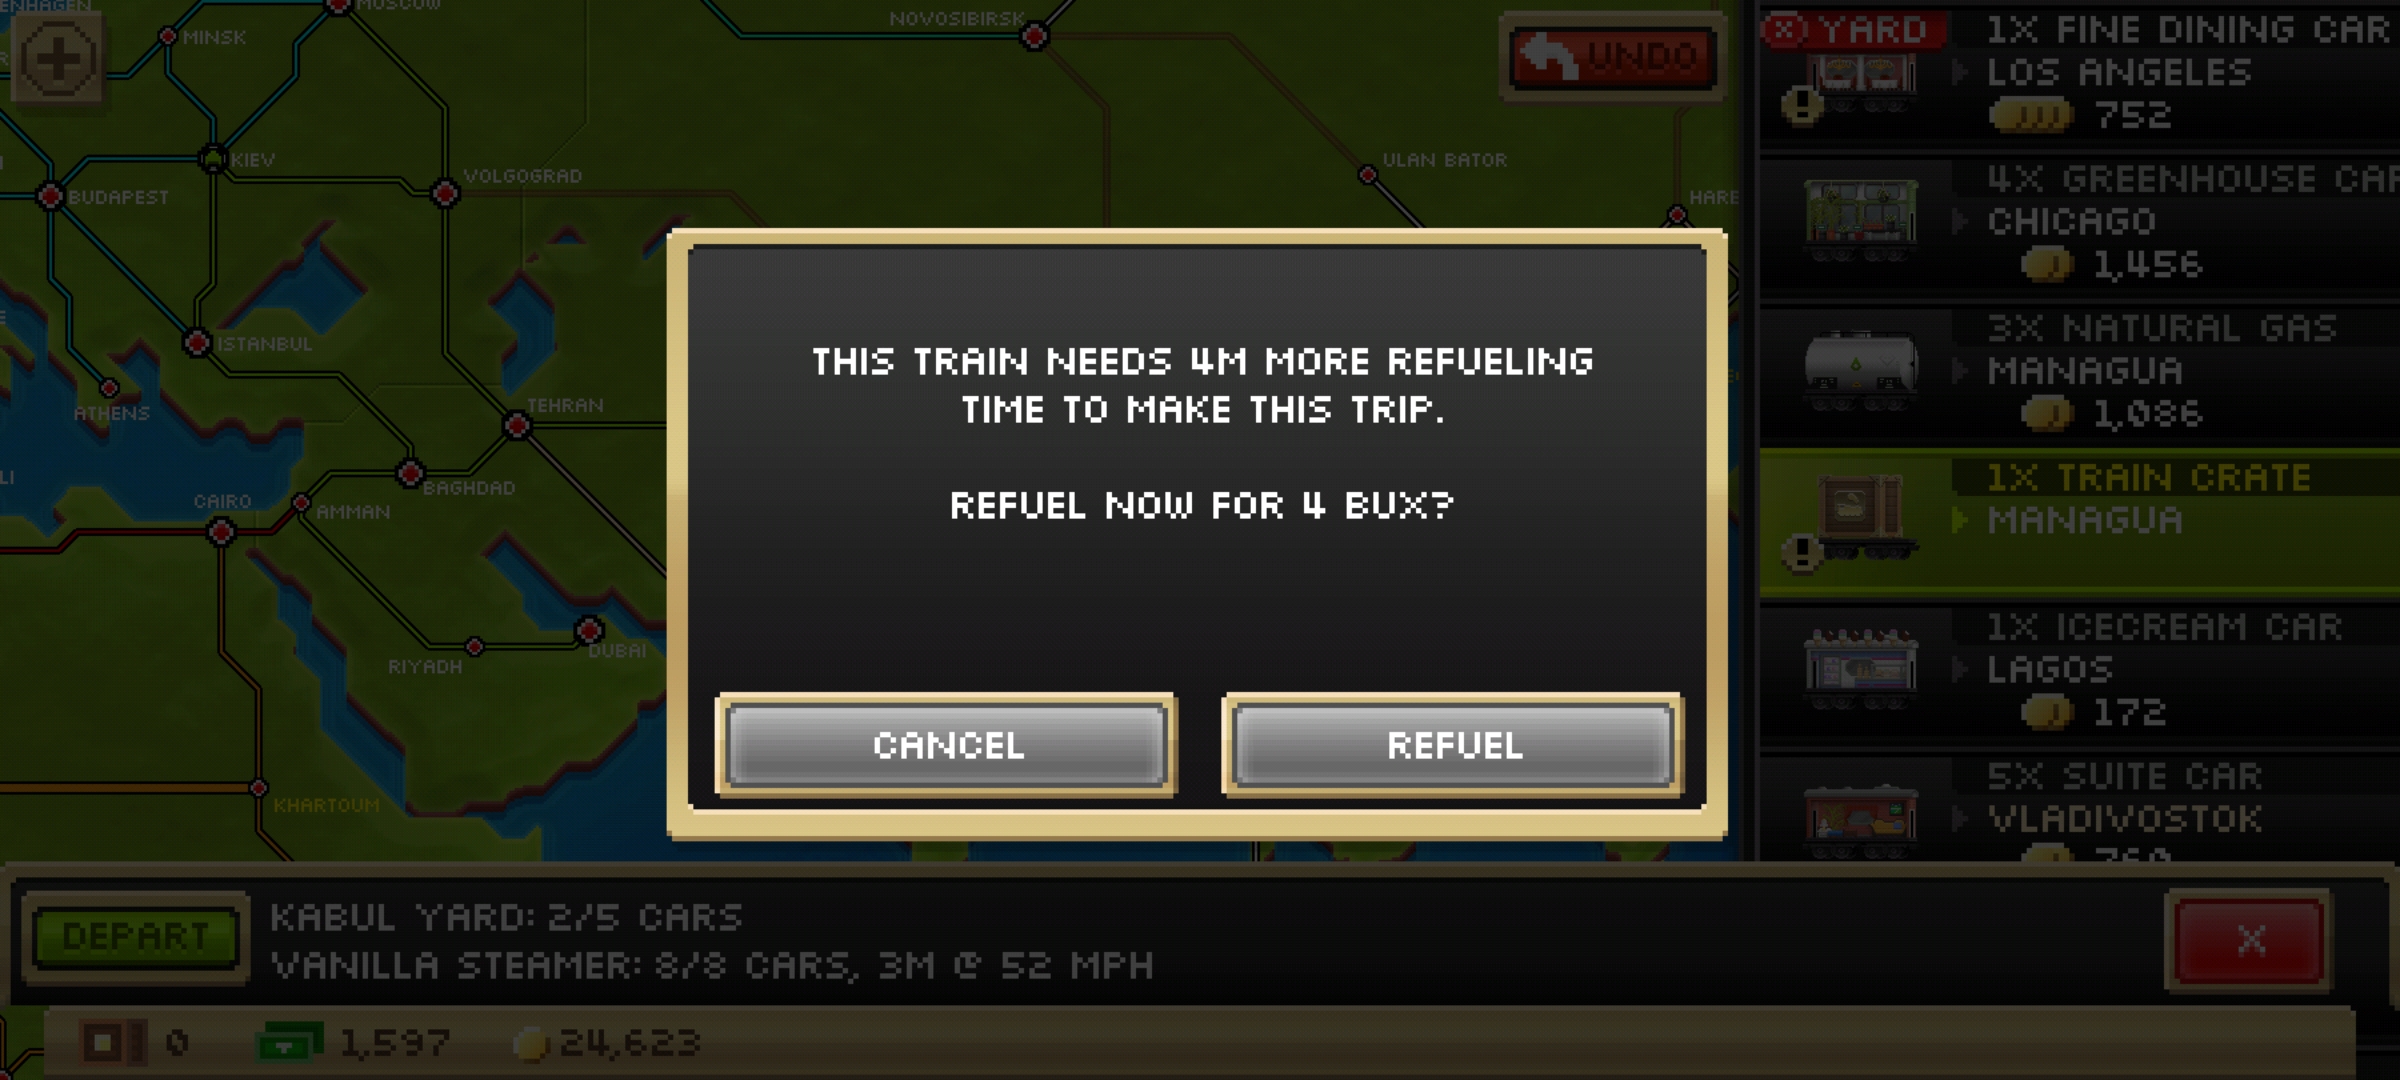 MOSCOW
NOVOSIBIRSK
MINSK
UNDO
KIEV
VOLGOGRAD
ULAN BATOR
BUDAPEST
ISTANBUL
TEHRAN
ATHENS
BAGHDAD
CAIRO
AMMAN
RIYADH
DUBAI
KHARTOUM
THIS TRAIN NEEDS 4M MORE REFUELING
TIME TO MAKE THIS TRIP.
REFUEL NOW FOR 4 BUX?
CANCEL
REFUEL
YARD
1X FINE DINING CAR
LOS ANGELES
752
4X GREENHOUSE CAR
CHICAGO
1,456
3X NATURAL GAS
MANAGUA
1,086
1X TRAIN CRATE
MANAGUA
1X ICECREAM CAR
LAGOS
172
5X SUITE CAR
VLADIVOSTOK
760
DEPART
KABUL YARD: 2/5 CARS
VANILLA STEAMER: 8/8 CARS, 3M @ 52 MPH
X
0
1,597
24,623